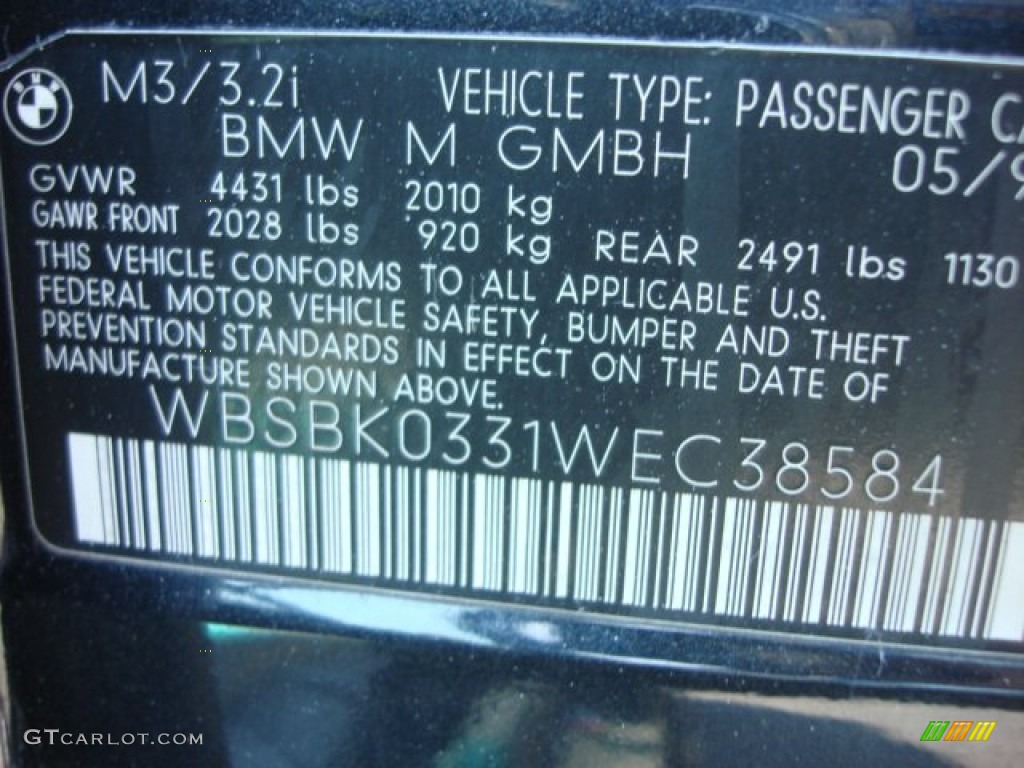 M3/3.2i VEHICLE TYPE: PASSENGER
BMW M GMBH 05/9
GVWR 4431 lbs 2010 kg
GAWR FRONT 2028 lbs 920 kg REAR 2491 lbs 1130
THIS VEHICLE CONFORMS TO ALL APPLICABLE U.S.
FEDERAL MOTOR VEHICLE SAFETY, BUMPER AND THEFT
PREVENTION STANDARDS IN EFFECT ON THE DATE OF
MANUFACTURE SHOWN ABOVE.
WBSBK0331WEC38584
GTCARLOT.COM